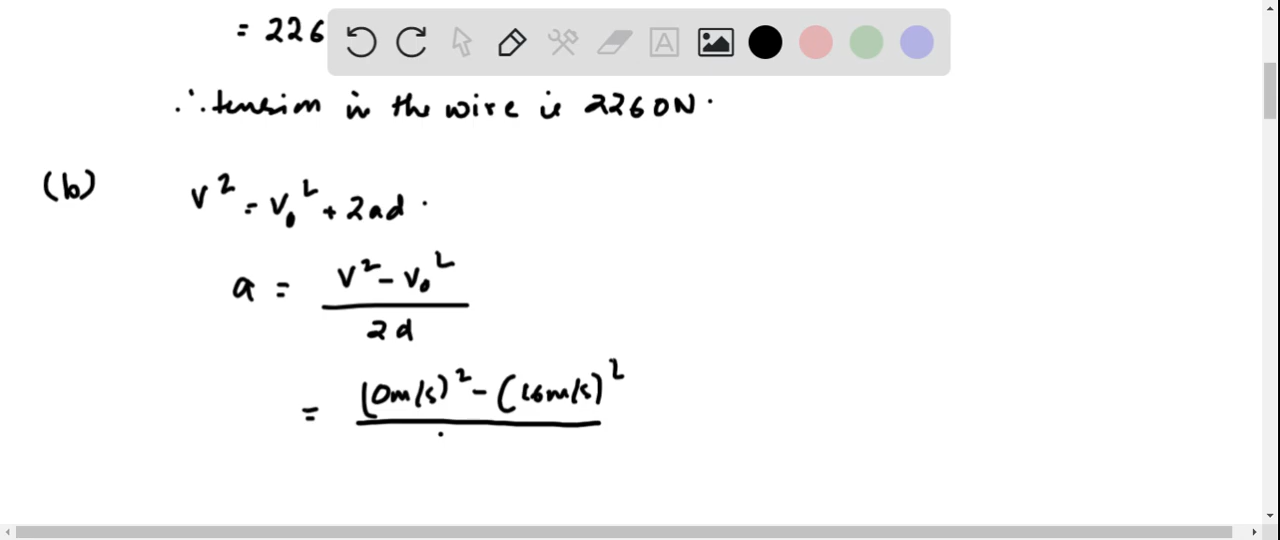 = 226
∴ tension in the wire is 2260N.
(b) v² = v₀² + 2ad.
a = v² - v₀²
2d
= (0m/s)² - (16m/s)²
A